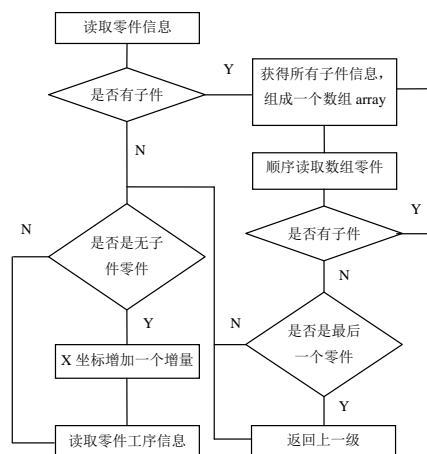 读取零件信息
Y
获得所有子件信息，
组成一个数组 array
是否有子件
N
顺序读取数组零件
N
是否是无子
件零件
是否有子件
Y
N
Y
N
是否是最后
一个零件
X 坐标增加一个增量
Y
读取零件工序信息
返回上一级